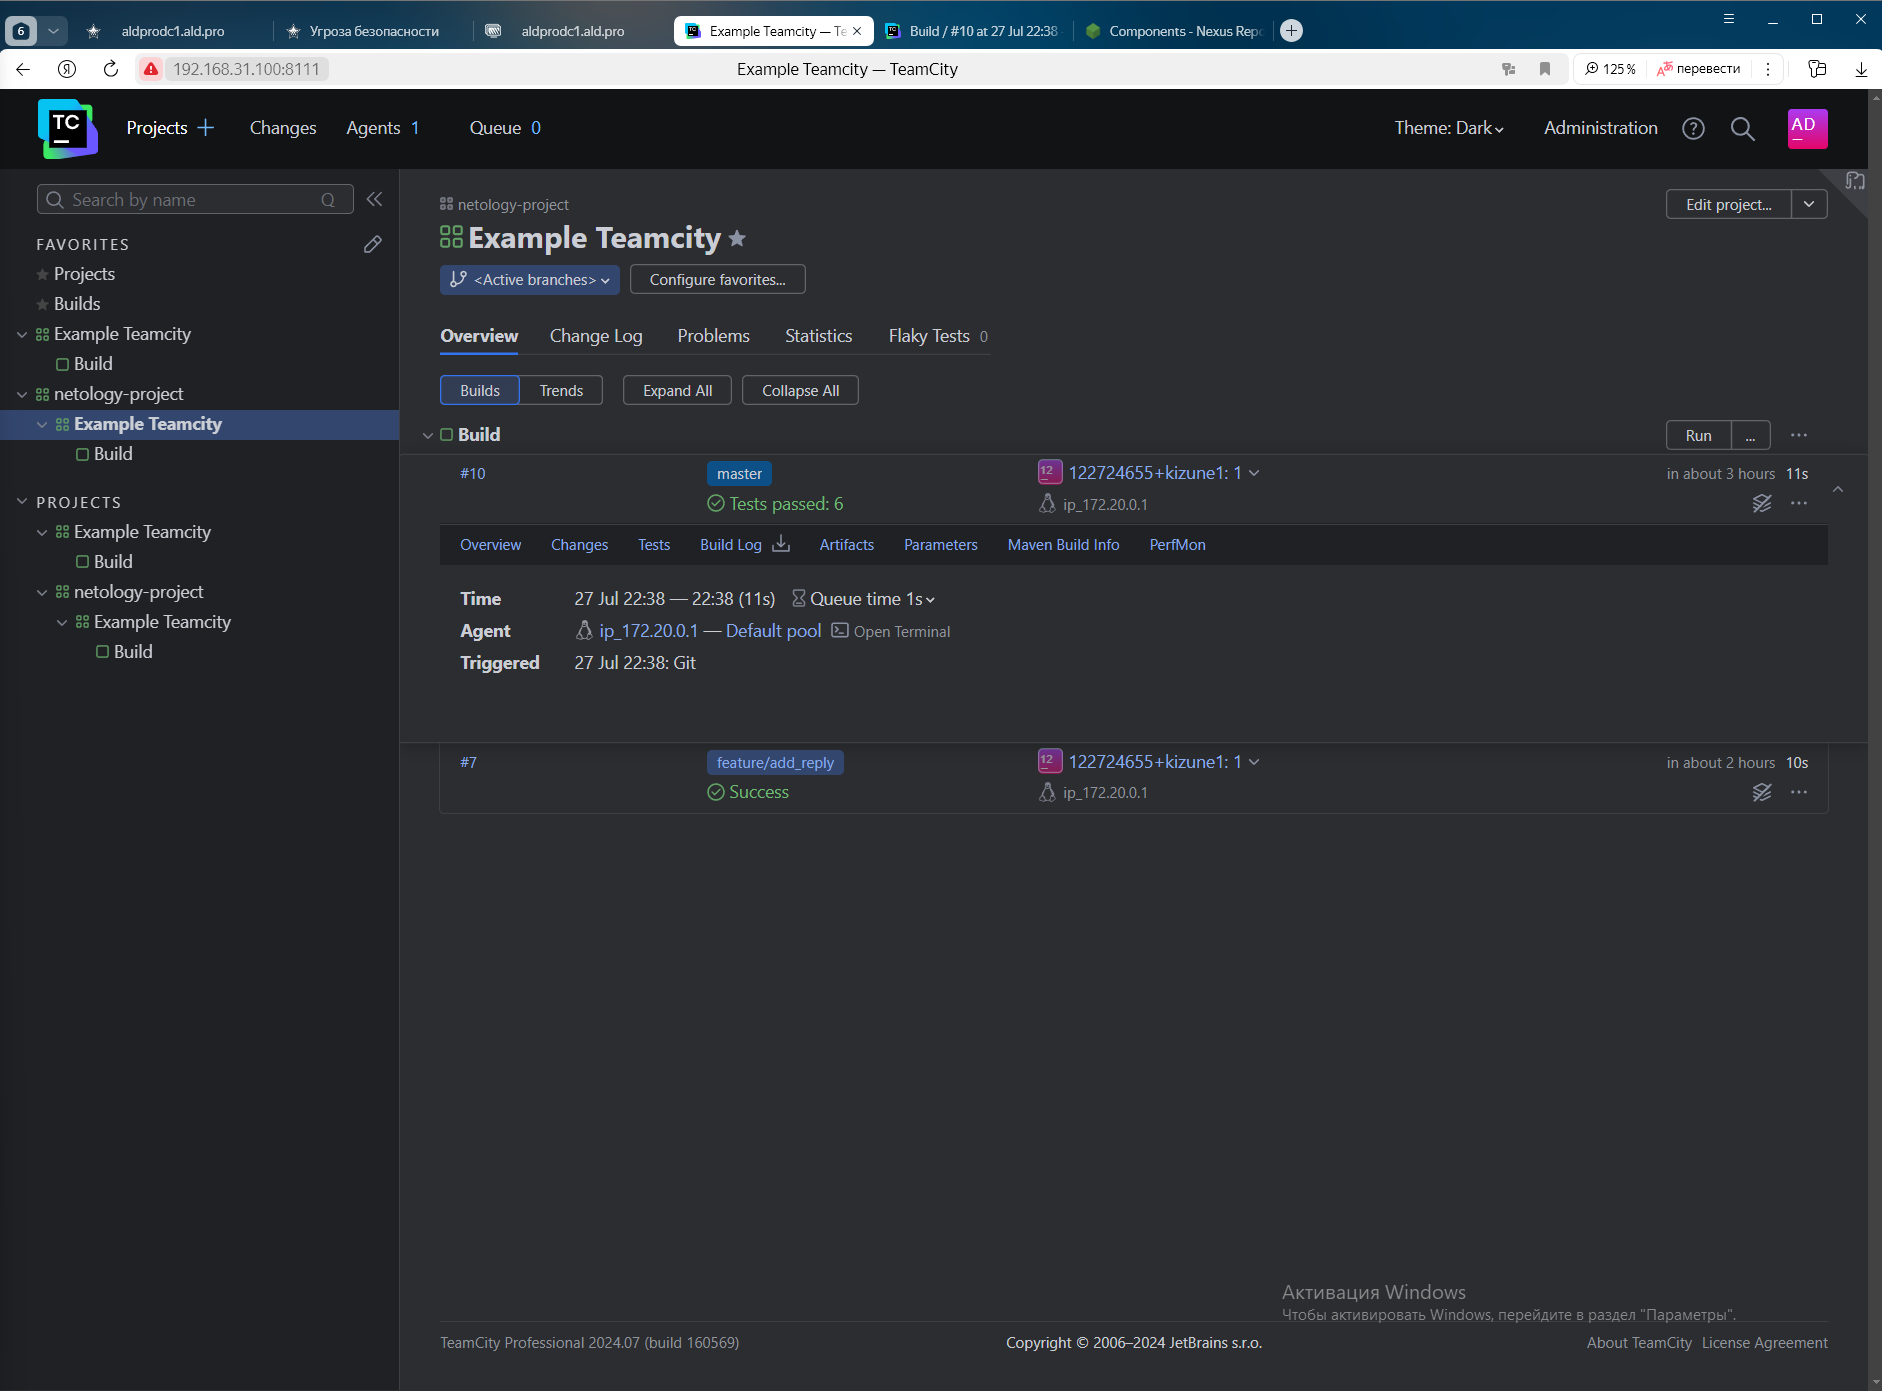 6
aldprodc1.ald.pro
Угроза безопасности
aldprodc1.ald.pro
Example Teamcity — Te
Build / #10 at 27 Jul 22:38
Components - Nexus Repo
192.168.31.100:8111
Example Teamcity — TeamCity
125 %
перевести
TC
Projects
Changes
Agents 1
Queue 0
Theme: Dark
Administration
AD
Search by name
Q
FAVORITES
Projects
Builds
Example Teamcity
Build
netology-project
Example Teamcity
Build
PROJECTS
Example Teamcity
Build
netology-project
Example Teamcity
Build
netology-project
Edit project...
Example Teamcity
<Active branches>
Configure favorites...
Overview
Change Log
Problems
Statistics
Flaky Tests 0
Builds
Trends
Expand All
Collapse All
Build
Run
...
#10
master
12
122724655+kizune1: 1
in about 3 hours 11s
Tests passed: 6
ip_172.20.0.1
Overview
Changes
Tests
Build Log
Artifacts
Parameters
Maven Build Info
PerfMon
Time 27 Jul 22:38 — 22:38 (11s) Queue time 1s
Agent ip_172.20.0.1 — Default pool Open Terminal
Triggered 27 Jul 22:38: Git
#7
feature/add_reply
12
122724655+kizune1: 1
in about 2 hours 10s
Success
ip_172.20.0.1
Активация Windows
Чтобы активировать Windows, перейдите в раздел "Параметры".
TeamCity Professional 2024.07 (build 160569)
Copyright © 2006–2024 JetBrains s.r.o.
About TeamCity
License Agreement